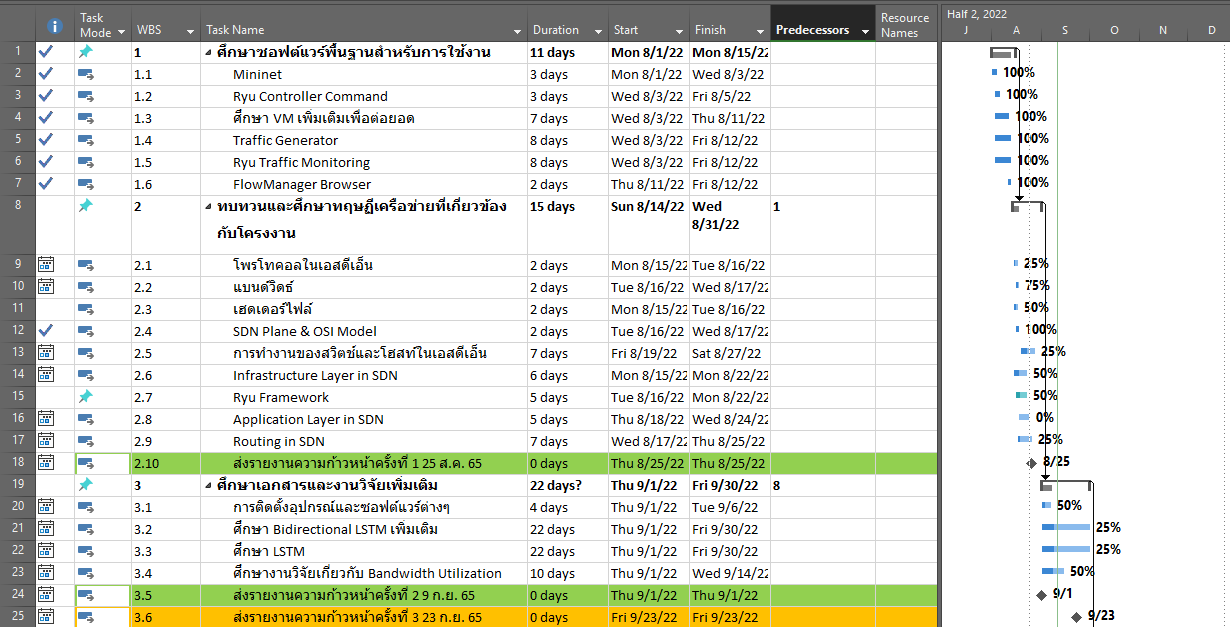 Task Mode WBS Task Name Duration Start Finish Predecessors Resource Names Half 2, 2022
J A S O N D
1 1 ศึกษาซอฟต์แวร์พื้นฐานสำหรับการใช้งาน 11 days Mon 8/1/22 Mon 8/15/22
2 1.1 Mininet 3 days Mon 8/1/22 Wed 8/3/22 100%
3 1.2 Ryu Controller Command 3 days Wed 8/3/22 Fri 8/5/22 100%
4 1.3 ศึกษา VM เพิ่มเติมเพื่อต่อยอด 7 days Wed 8/3/22 Thu 8/11/22 100%
5 1.4 Traffic Generator 8 days Wed 8/3/22 Fri 8/12/22 100%
6 1.5 Ryu Traffic Monitoring 8 days Wed 8/3/22 Fri 8/12/22 100%
7 1.6 FlowManager Browser 2 days Thu 8/11/22 Fri 8/12/22 100%
8 2 ทบทวนและศึกษาทฤษฎีเครือข่ายที่เกี่ยวข้อง 15 days Sun 8/14/22 Wed 1
กับโครงงาน 8/31/22
9 2.1 โพรโทคอลในเอสดีเอ็น 2 days Mon 8/15/22 Tue 8/16/22 25%
10 2.2 แบนด์วิดธ์ 2 days Tue 8/16/22 Wed 8/17/22 75%
11 2.3 เฮดเดอร์ไฟล์ 2 days Mon 8/15/22 Tue 8/16/22 50%
12 2.4 SDN Plane & OSI Model 2 days Tue 8/16/22 Wed 8/17/22 100%
13 2.5 การทำงานของสวิตช์และโฮสท์ในเอสดีเอ็น 7 days Fri 8/19/22 Sat 8/27/22 25%
14 2.6 Infrastructure Layer in SDN 6 days Mon 8/15/22 Mon 8/22/22 50%
15 2.7 Ryu Framework 5 days Tue 8/16/22 Mon 8/22/22 50%
16 2.8 Application Layer in SDN 5 days Thu 8/18/22 Wed 8/24/22 0%
17 2.9 Routing in SDN 7 days Wed 8/17/22 Thu 8/25/22 25%
18 2.10 ส่งรายงานความก้าวหน้าครั้งที่ 1 25 ส.ค. 65 0 days Thu 8/25/22 Thu 8/25/22 8/25
19 3 ศึกษาเอกสารและงานวิจัยเพิ่มเติม 22 days? Thu 9/1/22 Fri 9/30/22 8
20 3.1 การติดตั้งอุปกรณ์และซอฟต์แวร์ต่างๆ 4 days Thu 9/1/22 Tue 9/6/22 50%
21 3.2 ศึกษา Bidirectional LSTM เพิ่มเติม 22 days Thu 9/1/22 Fri 9/30/22 25%
22 3.3 ศึกษา LSTM 22 days Thu 9/1/22 Fri 9/30/22 25%
23 3.4 ศึกษางานวิจัยเกี่ยวกับ Bandwidth Utilization 10 days Thu 9/1/22 Wed 9/14/22 50%
24 3.5 ส่งรายงานความก้าวหน้าครั้งที่ 2 9 ก.ย. 65 0 days Thu 9/1/22 Thu 9/1/22 9/1
25 3.6 ส่งรายงานความก้าวหน้าครั้งที่ 3 23 ก.ย. 65 0 days Fri 9/23/22 Fri 9/23/22 9/23